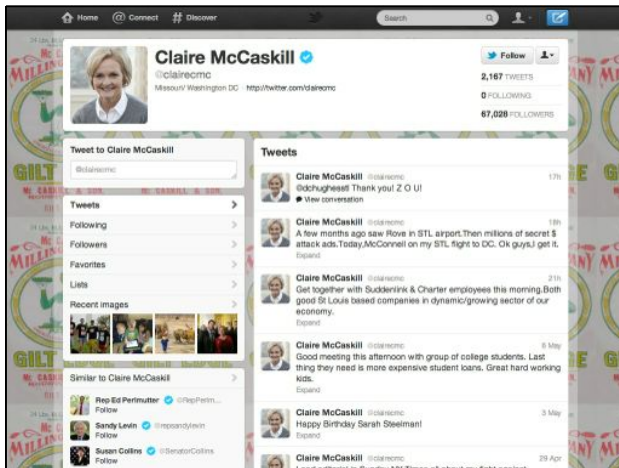 Home @ Connect # Discover Search
Claire McCaskill
@clairecmc
Missouri/ Washington DC · http://twitter.com/clairecmc
Follow
2,167 TWEETS
0 FOLLOWING
67,028 FOLLOWERS
Tweet to Claire McCaskill
@clairecmc
Tweets
Following
Followers
Favorites
Lists
Recent images
Similar to Claire McCaskill
Rep Ed Perlmutter @RepPerlm...
Follow
Sandy Levin @repsandylevin
Follow
Susan Collins @SenatorCollins
Follow
Tweets
Claire McCaskill @clairecmc 17h
@dchughesstl Thank you! Z O U!
View conversation
Claire McCaskill @clairecmc 18h
A few months ago saw Rove in STL airport.Then millions of secret $
attack ads.Today,McConnell on my STL flight to DC. Ok guys,I get it.
Expand
Claire McCaskill @clairecmc 21h
Get together with Suddenlink & Charter employees this morning.Both
good St Louis based companies in dynamic/growing sector of our
economy.
Expand
Claire McCaskill @clairecmc 6 May
Good meeting this afternoon with group of college students. Last
thing they need is more expensive student loans. Great hard working
kids.
Expand
Claire McCaskill @clairecmc 3 May
Happy Birthday Sarah Steelman!
Expand
Claire McCaskill @clairecmc 29 Apr
MILLING
GILT